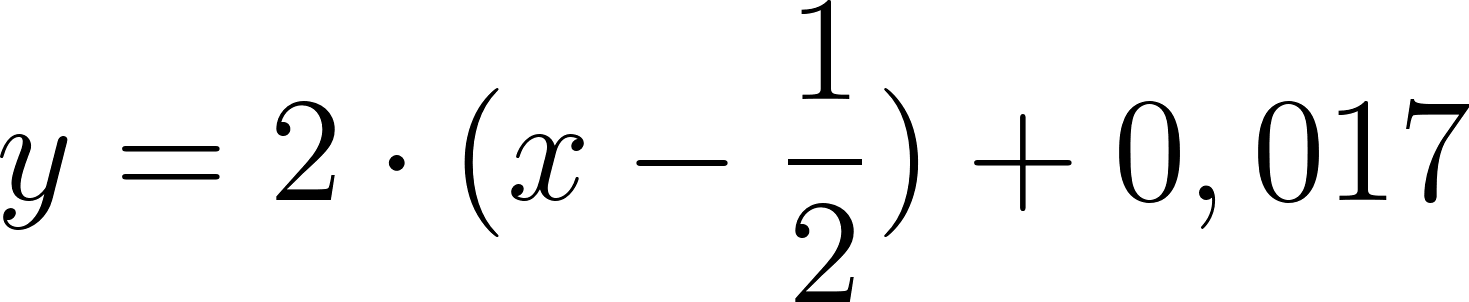 y = 2 · (x − 1/2) + 0,017